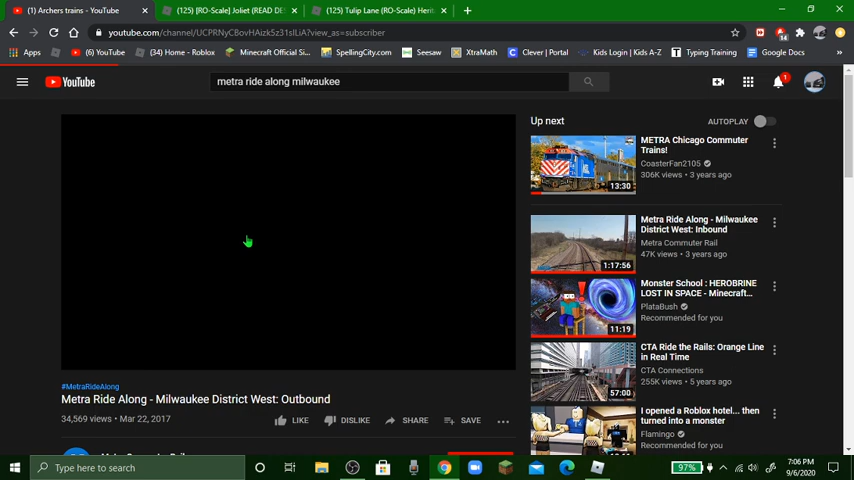 (1) Archers trains - YouTube
(125) [RO-Scale] Joliet (READ DE
(125) Tulip Lane (RO-Scale) Herit
youtube.com/channel/UCPRNyCBovHAizk5z31slLiA?view_as=subscriber
14
Apps
(6) YouTube
(34) Home - Roblox
Minecraft Official Si...
SpellingCity.com
Seesaw
XtraMath
Clever | Portal
Kids Login | Kids A-Z
Typing Training
Google Docs
YouTube
metra ride along milwaukee
1
Up next
AUTOPLAY
METRA Chicago Commuter
Trains!
CoasterFan2105
306K views • 3 years ago
13:30
Metra Ride Along - Milwaukee
District West: Inbound
Metra Commuter Rail
47K views • 3 years ago
1:17:56
Monster School : HEROBRINE
LOST IN SPACE - Minecraft...
PlataBush
Recommended for you
11:19
CTA Ride the Rails: Orange Line
in Real Time
CTA Connections
255K views • 5 years ago
57:00
I opened a Roblox hotel... then
turned into a monster
Flamingo
Recommended for you
#MetraRideAlong
Metra Ride Along - Milwaukee District West: Outbound
34,569 views • Mar 22, 2017
LIKE
DISLIKE
SHARE
SAVE
Type here to search
97%
7:06 PM
9/6/2020